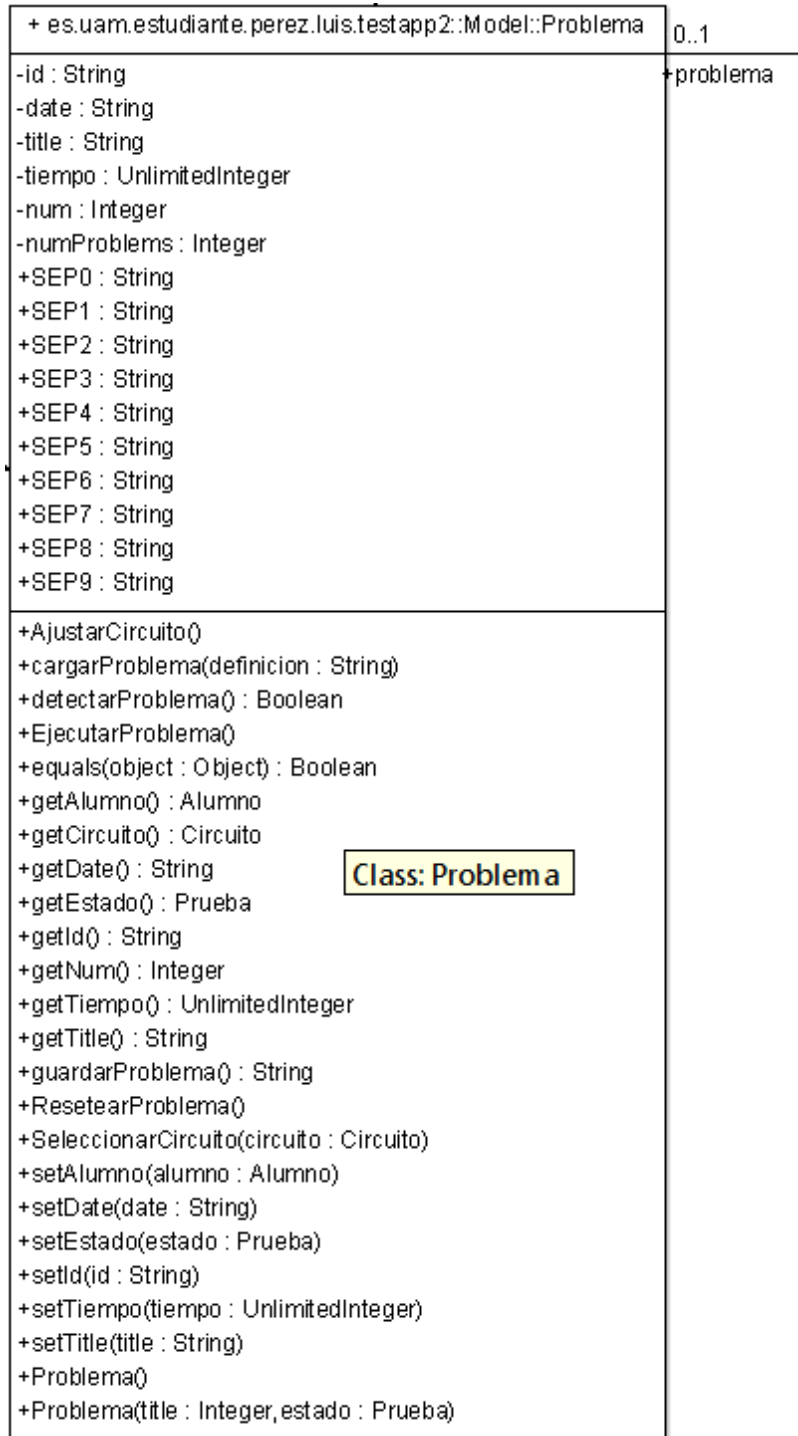 + es.uam.estudiante.perez.luis.testapp2::Model::Problema
0..1
+problema
-id : String
-date : String
-title : String
-tiempo : UnlimitedInteger
-num : Integer
-numProblems : Integer
+SEP0 : String
+SEP1 : String
+SEP2 : String
+SEP3 : String
+SEP4 : String
+SEP5 : String
+SEP6 : String
+SEP7 : String
+SEP8 : String
+SEP9 : String
+AjustarCircuito()
+cargarProblema(definicion : String)
+detectarProblema() : Boolean
+EjecutarProblema()
+equals(object : Object) : Boolean
+getAlumno() : Alumno
+getCircuito() : Circuito
+getDate() : String
Class: Problema
+getEstado() : Prueba
+getId() : String
+getNum() : Integer
+getTiempo() : UnlimitedInteger
+getTitle() : String
+guardarProblema() : String
+ResetearProblema()
+SeleccionarCircuito(circuito : Circuito)
+setAlumno(alumno : Alumno)
+setDate(date : String)
+setEstado(estado : Prueba)
+setId(id : String)
+setTiempo(tiempo : UnlimitedInteger)
+setTitle(title : String)
+Problema()
+Problema(title : Integer,estado : Prueba)